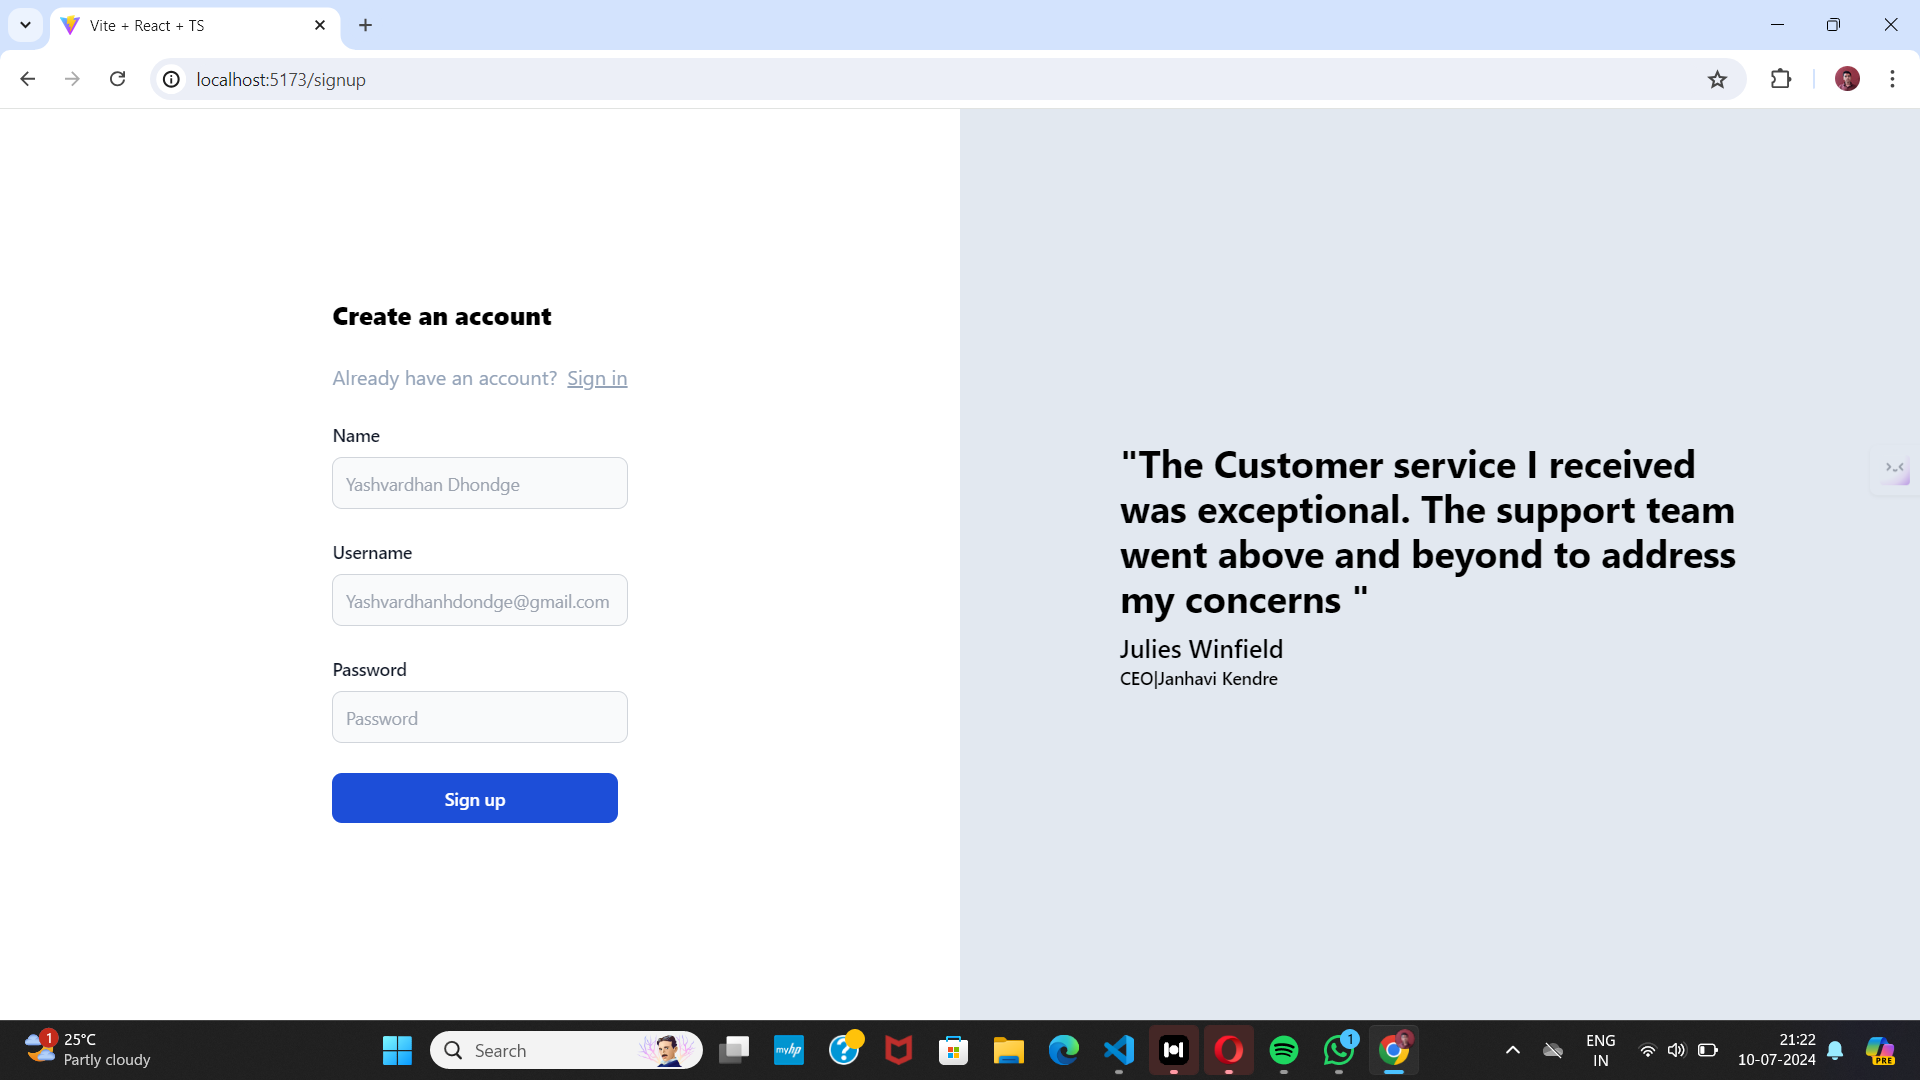 Vite + React + TS
localhost:5173/signup
Create an account
Already have an account? Sign in
Name
Yashvardhan Dhondge
Username
Yashvardhanhdondge@gmail.com
Password
Password
Sign up
"The Customer service I received
was exceptional. The support team
went above and beyond to address
my concerns "
Julies Winfield
CEO|Janhavi Kendre
1
25°C
Partly cloudy
Search
myhp
1
ENG
IN
21:22
10-07-2024
PRE